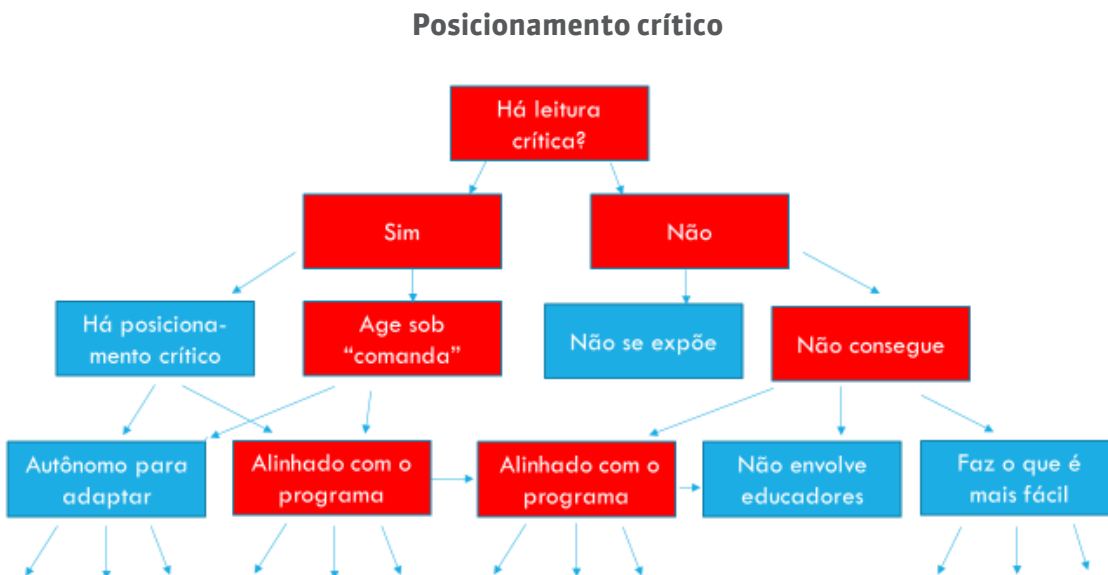 Posicionamento crítico
Há leitura
crítica?
Sim
Não
Há posiciona-
mento crítico
Age sob
“comanda”
Não se expõe
Não consegue
Autônomo para
adaptar
Alinhado com o
programa
Alinhado com o
programa
Não envolve
educadores
Faz o que é
mais fácil